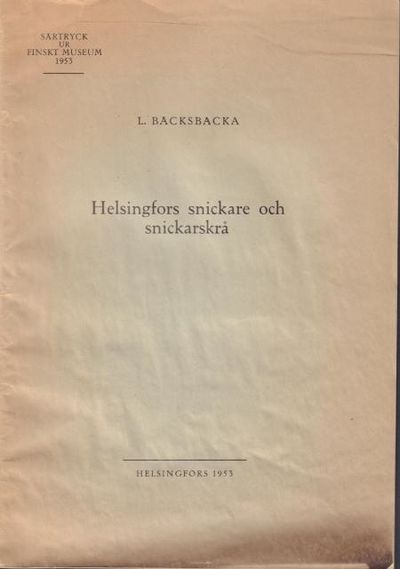 SÄRTRYCK
UR
FINSKT MUSEUM
1953
L. BACKSBACKA
Helsingfors snickare och
snickarskrå
HELSINGFORS 1953